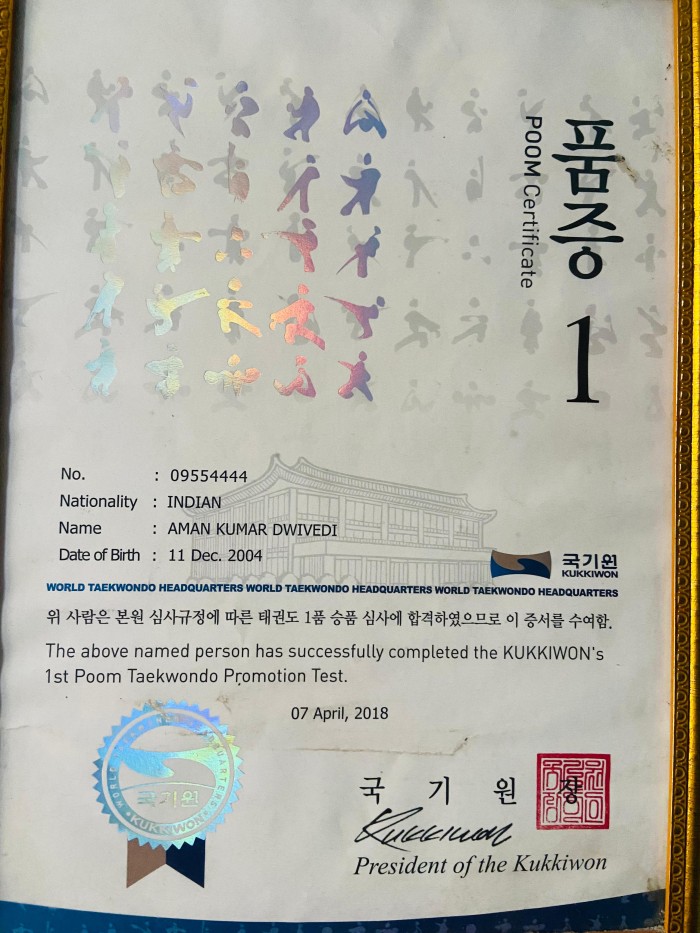 품증
POOM Certificate
1
No. : 09554444
Nationality : INDIAN
Name : AMAN KUMAR DWIVEDI
Date of Birth : 11 Dec. 2004
국기원
KUKKIWON
WORLD TAEKWONDO HEADQUARTERS WORLD TAEKWONDO HEADQUARTERS WORLD TAEKWONDO HEADQUARTERS
위 사람은 본원 심사규정에 따른 태권도 1품 승품 심사에 합격하였으므로 이 증서를 수여함.
The above named person has successfully completed the KUKKIWON's
1st Poom Taekwondo Promotion Test.
07 April, 2018
WORLD TAEKWONDO HEADQUARTERS
국기원
KUKKIWON
국 기 원 장
Kukkiwon
President of the Kukkiwon